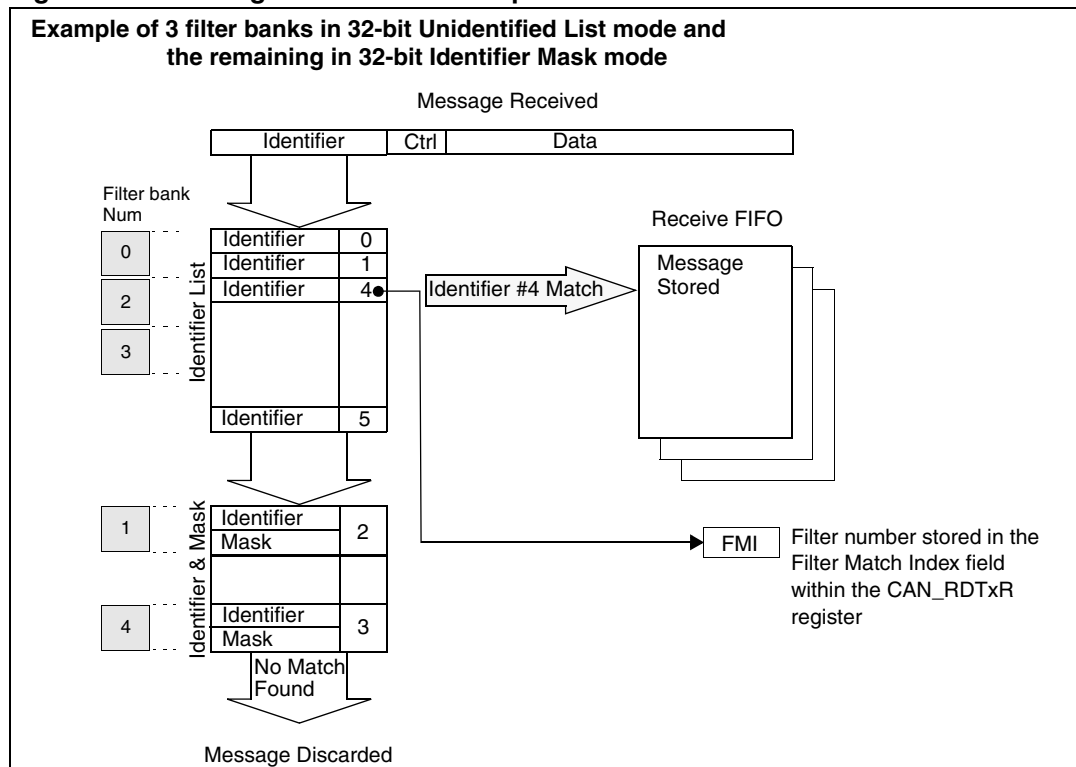 Example of 3 filter banks in 32-bit Unidentified List mode and
the remaining in 32-bit Identifier Mask mode
Message Received
Identifier Ctrl Data
Filter bank
Num
Receive FIFO
0
2
3
Identifier List
Identifier 0
Identifier 1
Identifier 4
Identifier 5
Identifier #4 Match
Message
Stored
1
4
Identifier & Mask
Identifier
Mask
2
Identifier
Mask
3
FMI
Filter number stored in the
Filter Match Index field
within the CAN_RDTxR
register
No Match
Found
Message Discarded